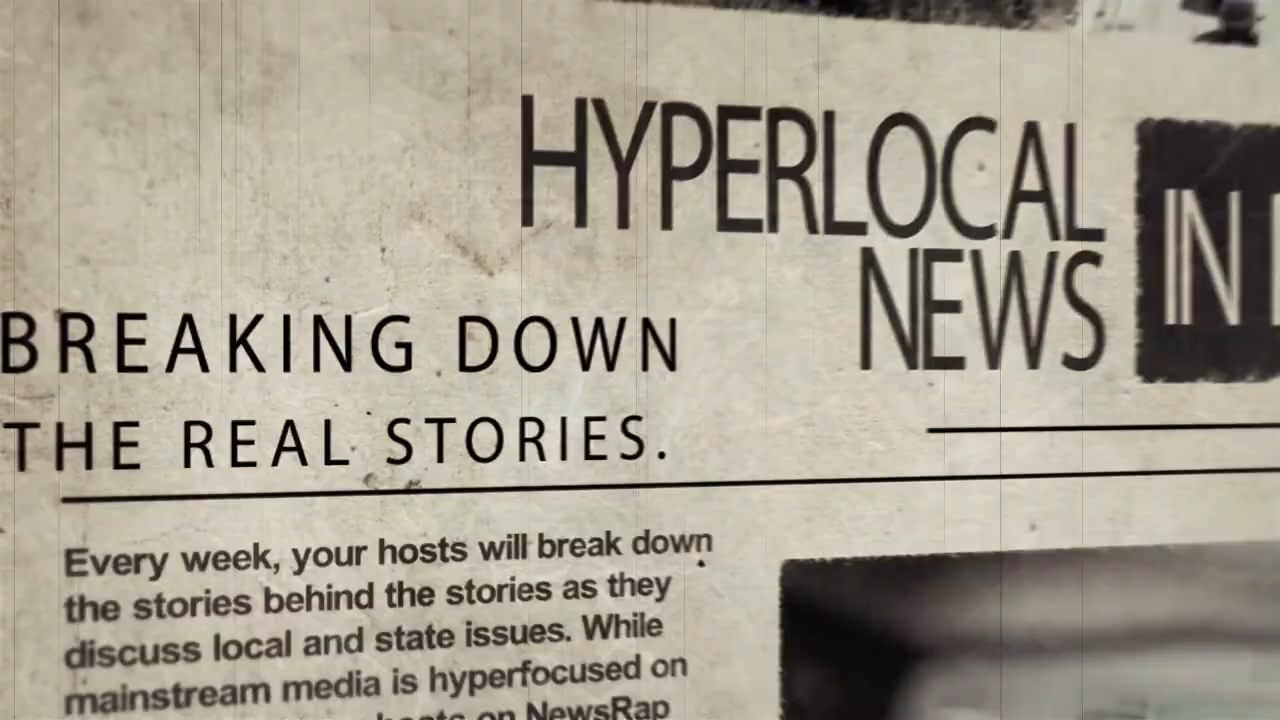 HYPERLOCAL
NEWS
IN
BREAKING DOWN
THE REAL STORIES.
Every week, your hosts will break down
the stories behind the stories as they
discuss local and state issues. While
mainstream media is hyperfocused on
hosts on NewsRap